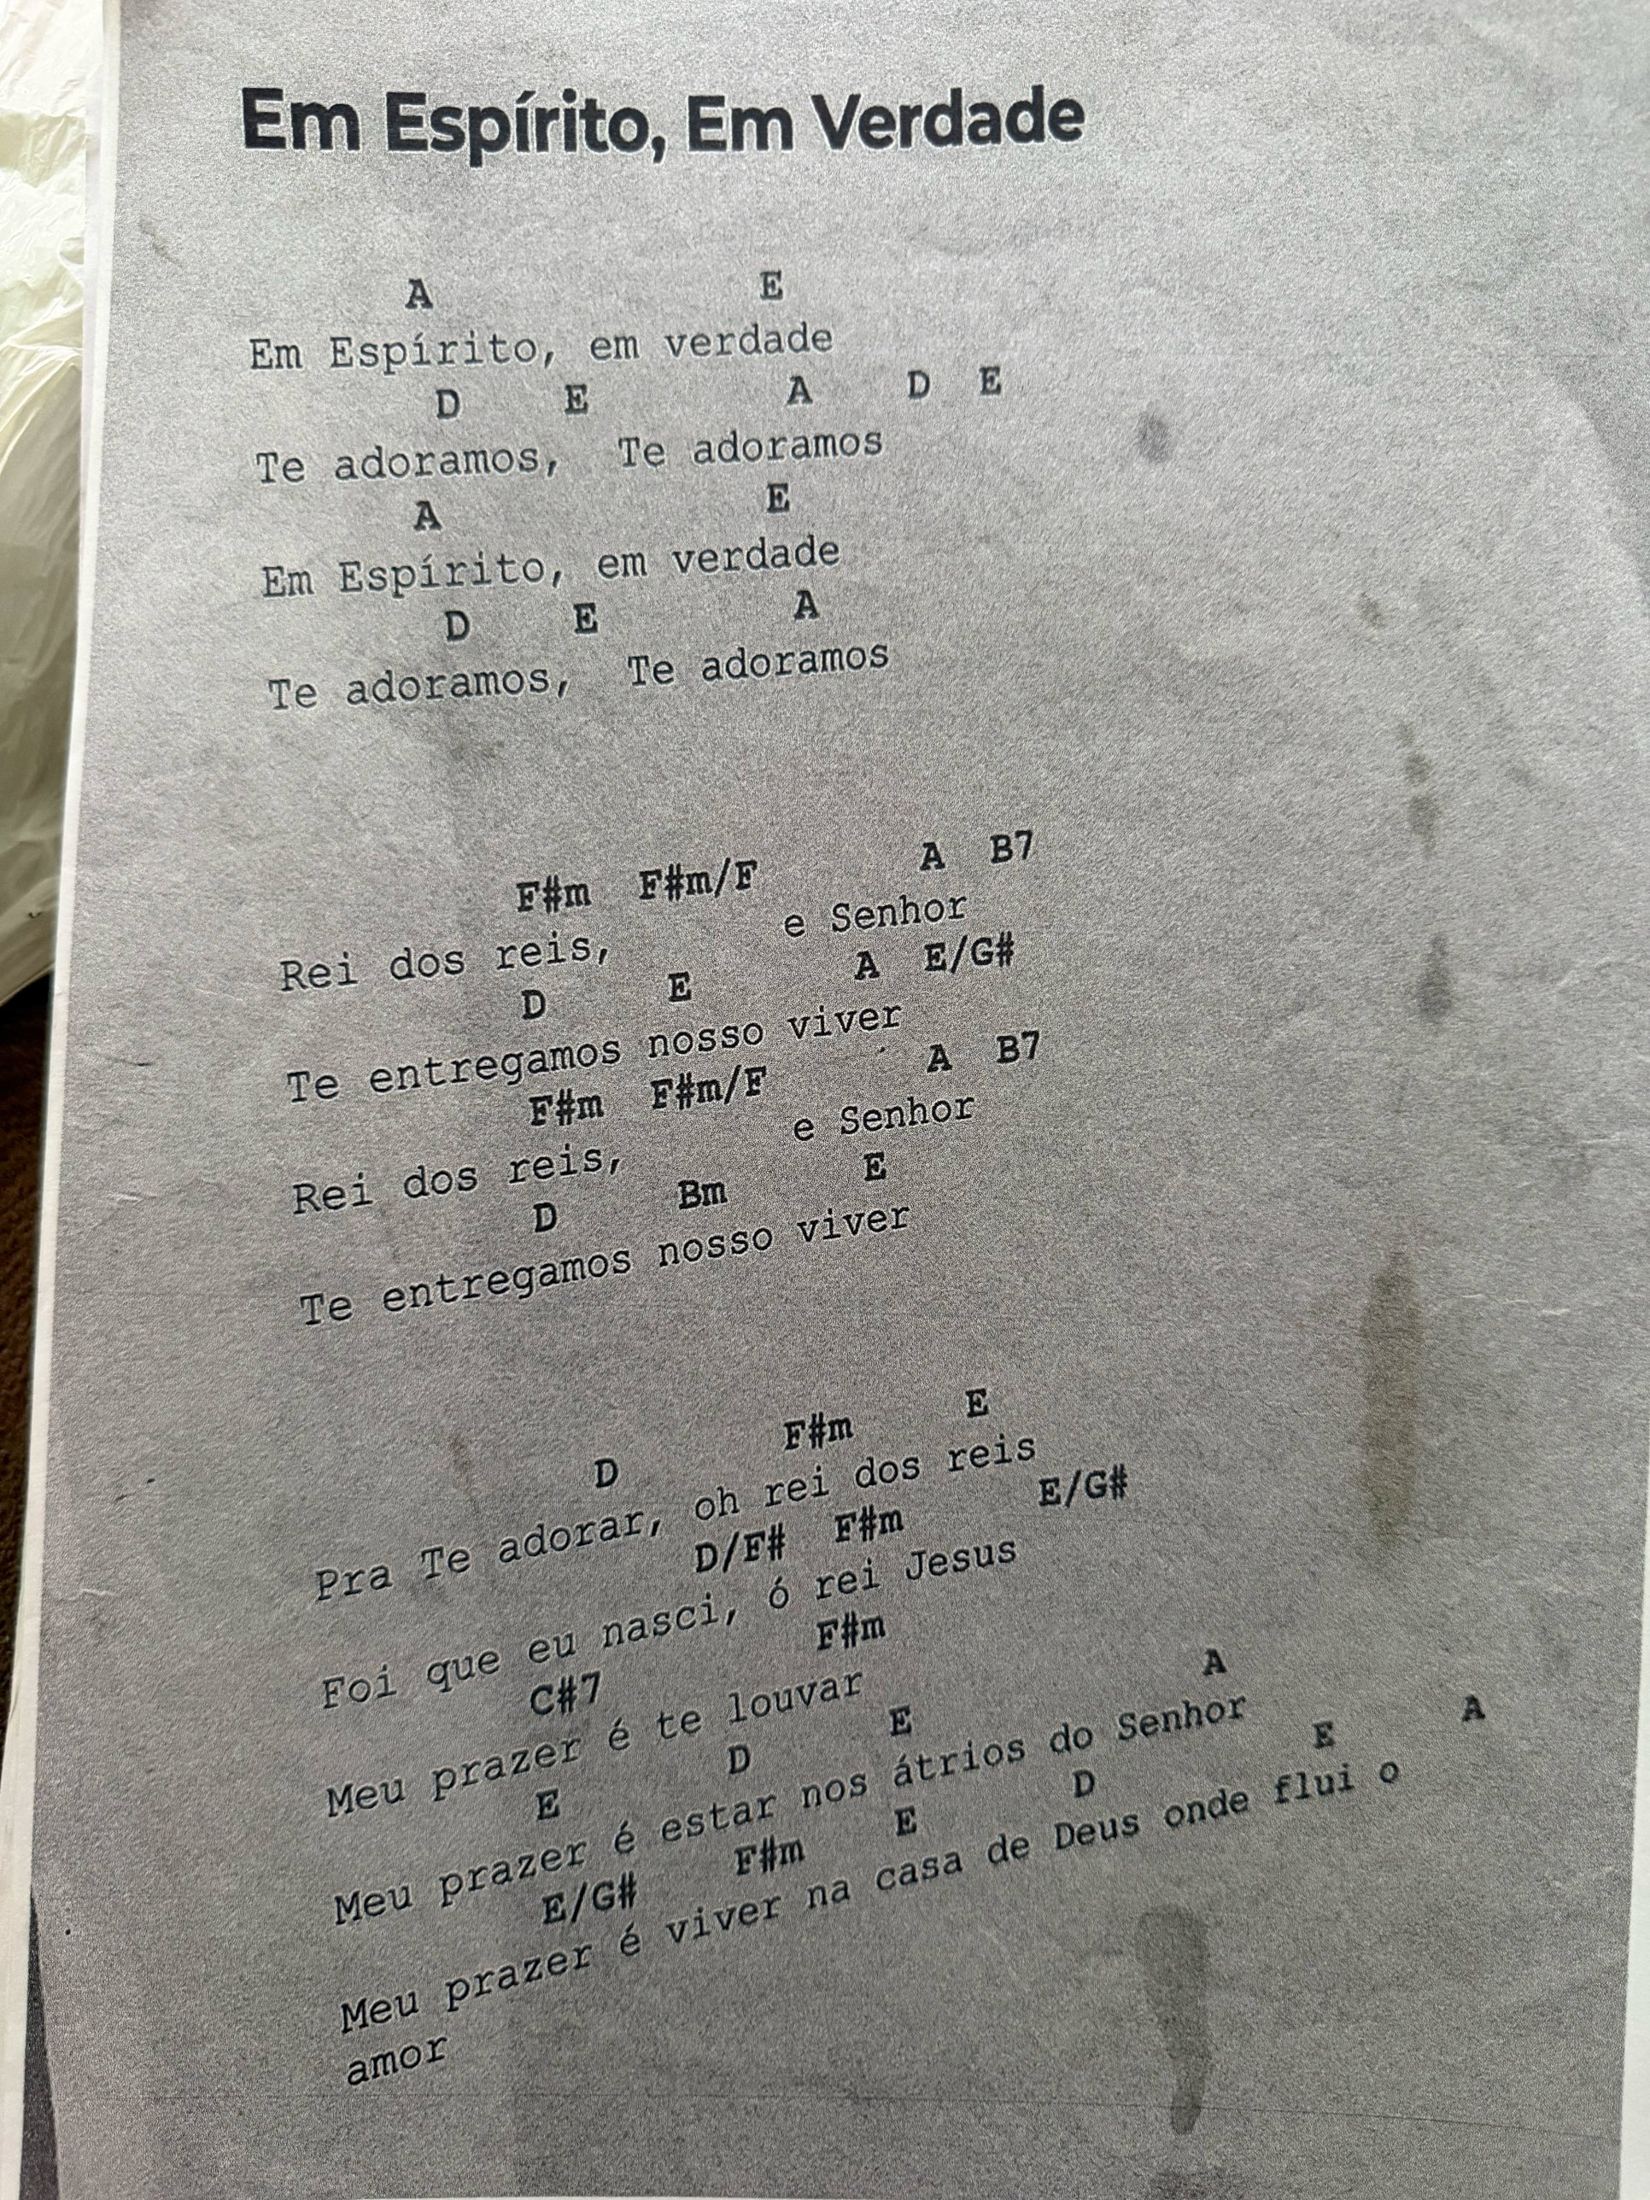 Em Espírito, Em Verdade
A E
Em Espírito, em verdade
D E A D E
Te adoramos, Te adoramos
A E
Em Espírito, em verdade
D E A
Te adoramos, Te adoramos
F#m F#m/F A B7
Rei dos reis, e Senhor
D E A E/G#
Te entregamos nosso viver
F#m F#m/F A B7
Rei dos reis, e Senhor
D Bm E
Te entregamos nosso viver
D F#m E
Pra Te adorar, oh rei dos reis
D/F# F#m E/G#
Foi que eu nasci, ó rei Jesus
C#7 F#m
Meu prazer é te louvar
E D E A
Meu prazer é estar nos átrios do Senhor
E/G# F#m E D E A
Meu prazer é viver na casa de Deus onde flui o
amor